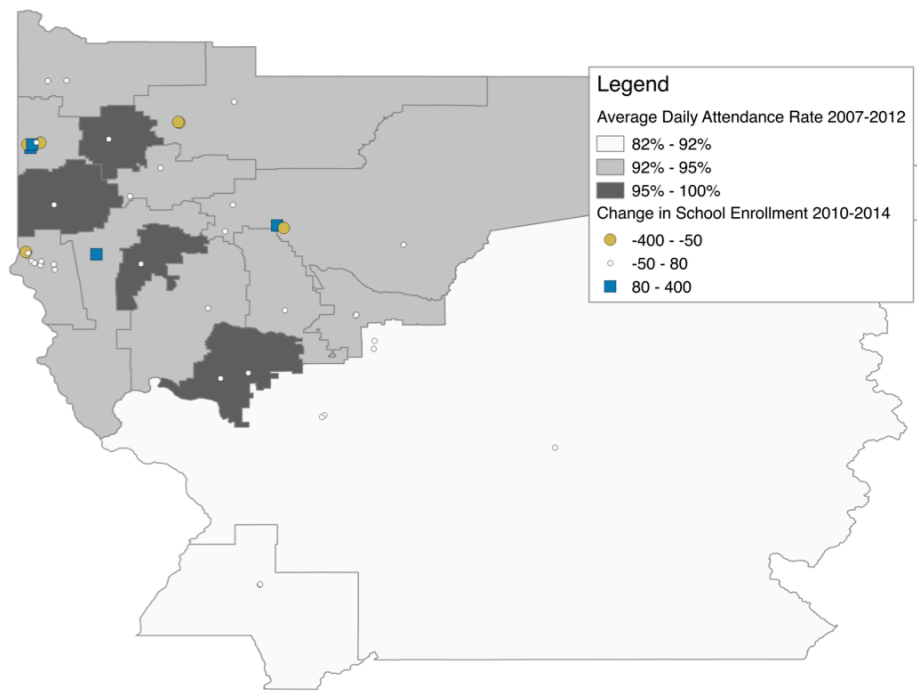 Legend
Average Daily Attendance Rate 2007-2012
82% - 92%
92% - 95%
95% - 100%
Change in School Enrollment 2010-2014
-400 - -50
-50 - 80
80 - 400